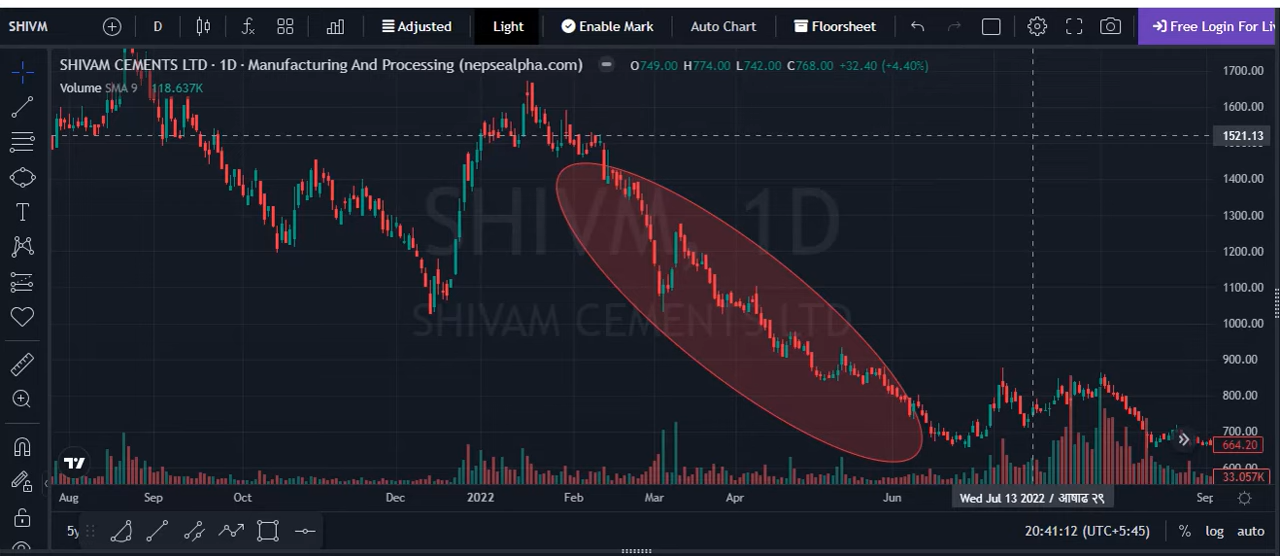 SHIVM D Adjusted Light Enable Mark Auto Chart Floorsheet Free Login For Li
SHIVAM CEMENTS LTD · 1D · Manufacturing And Processing (nepsealpha.com) O749.00 H774.00 L742.00 C768.00 +32.40 (+4.40%)
Volume SMA 9 118.637K
1700.00
1600.00
1521.13
1400.00
1300.00
1200.00
1100.00
1000.00
900.00
800.00
700.00
664.20
600.00
33.057K
SHIVM, 1D
SHIVAM CEMENTS LTD
Aug Sep Oct Dec 2022 Feb Mar Apr Jun Wed Jul 13 2022 / आषाढ २९ Sep
5y 20:41:12 (UTC+5:45) % log auto